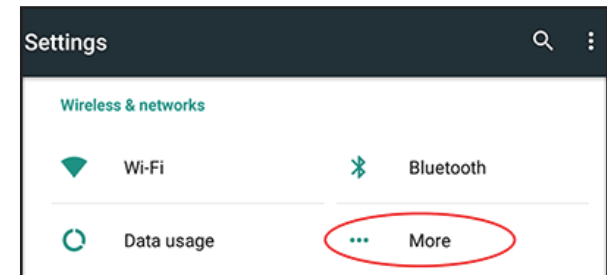 Settings
Wireless & networks
Wi-Fi
Bluetooth
Data usage
More